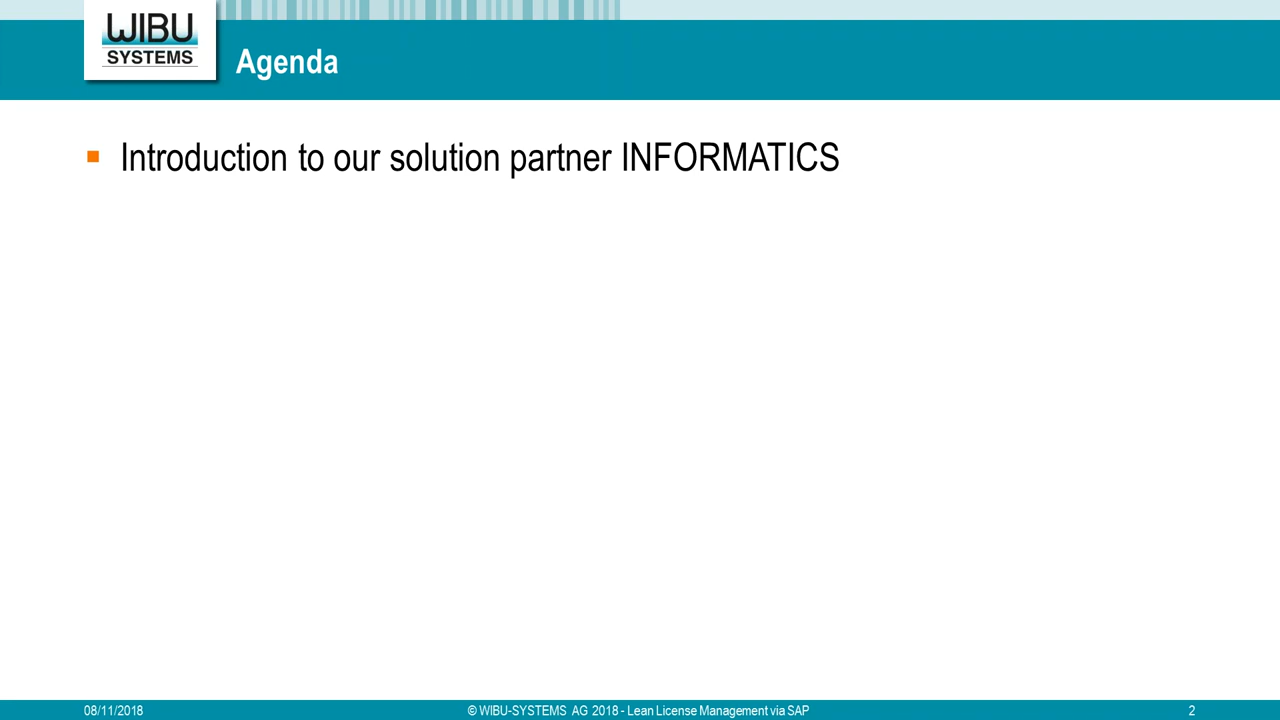 WIBU
SYSTEMS
Agenda
Introduction to our solution partner INFORMATICS
08/11/2018
© WIBU-SYSTEMS AG 2018 - Lean License Management via SAP
2